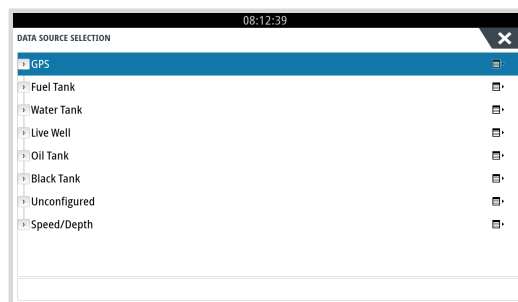 08:12:39
DATA SOURCE SELECTION
GPS
Fuel Tank
Water Tank
Live Well
Oil Tank
Black Tank
Unconfigured
Speed/Depth